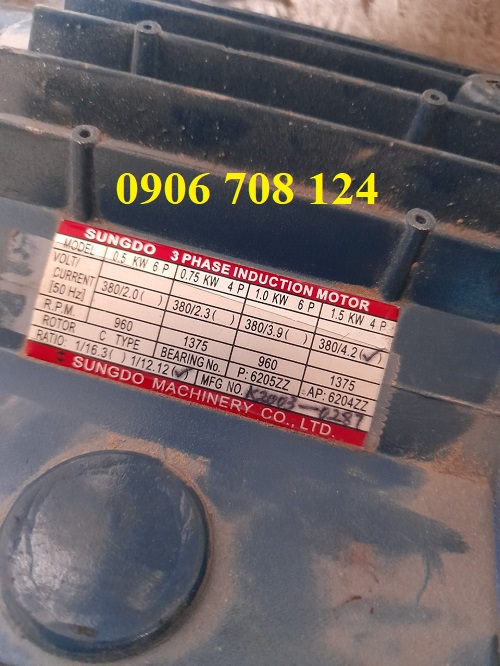 0906 708 124
SUNGDO 3 PHASE INDUCTION MOTOR
MODEL 0.5 KW 6 P 0.75 KW 4 P 1.0 KW 6 P 1.5 KW 4 P
VOLT/
CURRENT
[50 Hz] 380/2.0 ( ) 380/2.3 ( ) 380/3.9 ( ) 380/4.2 (✓)
R.P.M. 960 1375 960 1375
ROTOR C TYPE BEARING No. P: 6205ZZ AP: 6204ZZ
RATIO: 1/16.3( ) 1/12.12(✓) MFG NO.
SUNGDO MACHINERY CO., LTD.